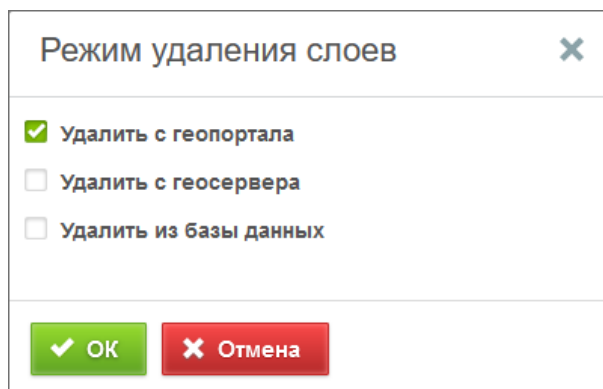 Режим удаления слоев
Удалить с геопортала
Удалить с геосервера
Удалить из базы данных
ОК
Отмена